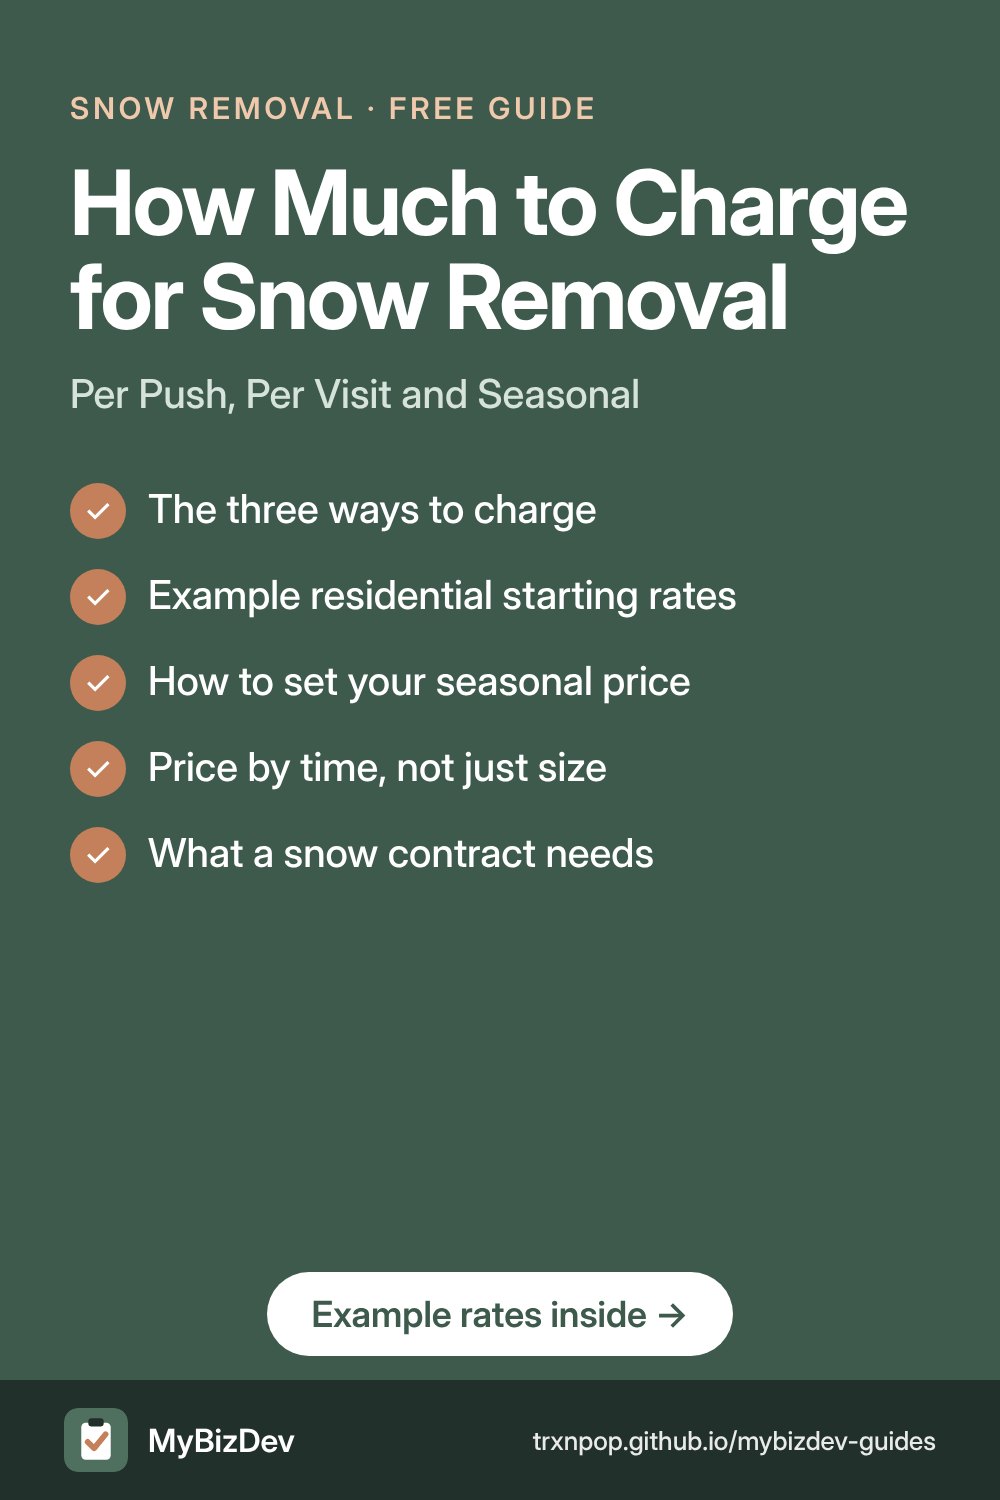 SNOW REMOVAL · FREE GUIDE
How Much to Charge
for Snow Removal
Per Push, Per Visit and Seasonal
The three ways to charge
Example residential starting rates
How to set your seasonal price
Price by time, not just size
What a snow contract needs
Example rates inside →
MyBizDev
trxnpop.github.io/mybizdev-guides